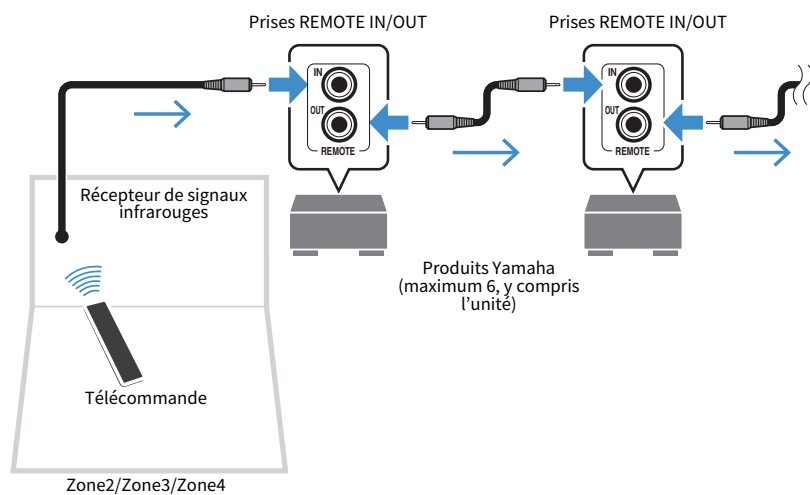 Prises REMOTE IN/OUT
Prises REMOTE IN/OUT
IN
OUT
REMOTE
IN
OUT
REMOTE
Récepteur de signaux
infrarouges
Produits Yamaha
(maximum 6, y compris
l’unité)
Télécommande
Zone2/Zone3/Zone4